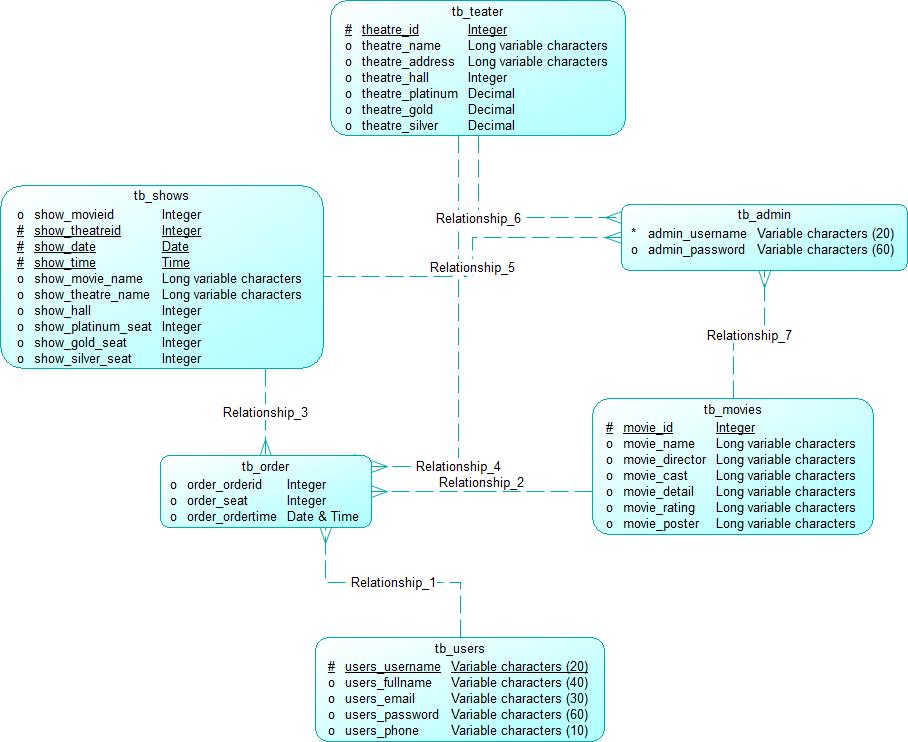 tb_teater
# theatre_id Integer
o theatre_name Long variable characters
o theatre_address Long variable characters
o theatre_hall Integer
o theatre_platinum Decimal
o theatre_gold Decimal
o theatre_silver Decimal
tb_shows
o show_movieid Integer
# show_theatreid Integer
# show_date Date
# show_time Time
o show_movie_name Long variable characters
o show_theatre_name Long variable characters
o show_hall Integer
o show_platinum_seat Integer
o show_gold_seat Integer
o show_silver_seat Integer
Relationship_6
tb_admin
* admin_username Variable characters (20)
o admin_password Variable characters (60)
Relationship_5
Relationship_7
Relationship_3
tb_movies
# movie_id Integer
o movie_name Long variable characters
o movie_director Long variable characters
o movie_cast Long variable characters
o movie_detail Long variable characters
o movie_rating Long variable characters
o movie_poster Long variable characters
tb_order
o order_orderid Integer
o order_seat Integer
o order_ordertime Date & Time
Relationship_4
Relationship_2
Relationship_1
tb_users
# users_username Variable characters (20)
o users_fullname Variable characters (40)
o users_email Variable characters (30)
o users_password Variable characters (60)
o users_phone Variable characters (10)